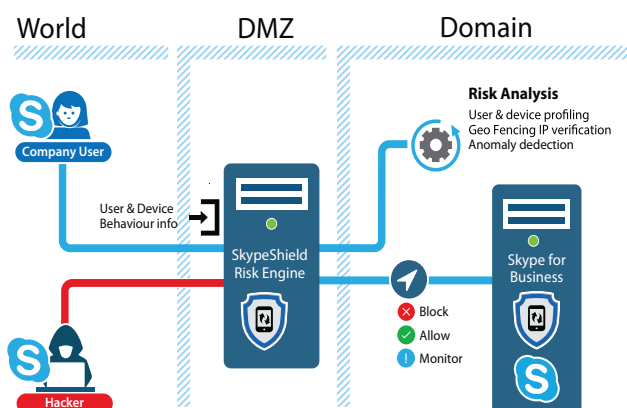 World
DMZ
Domain
Risk Analysis
User & device profiling
Geo Fencing IP verification
Anomaly dedection
S
Company User
User & Device
Behaviour info
SkypeShield
Risk Engine
Skype for
Business
Block
Allow
! Monitor
S
S
Hacker